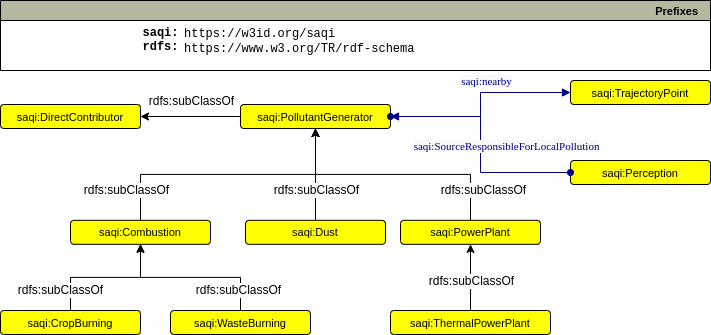 Prefixes
saqi: https://w3id.org/saqi
rdfs: https://www.w3.org/TR/rdf-schema
saqi:nearby
saqi:TrajectoryPoint
rdfs:subClassOf
saqi:DirectContributor
saqi:PollutantGenerator
saqi:SourceResponsibleForLocalPollution
saqi:Perception
rdfs:subClassOf
rdfs:subClassOf
rdfs:subClassOf
saqi:Combustion
saqi:Dust
saqi:PowerPlant
rdfs:subClassOf
rdfs:subClassOf
rdfs:subClassOf
saqi:CropBurning
saqi:WasteBurning
saqi:ThermalPowerPlant